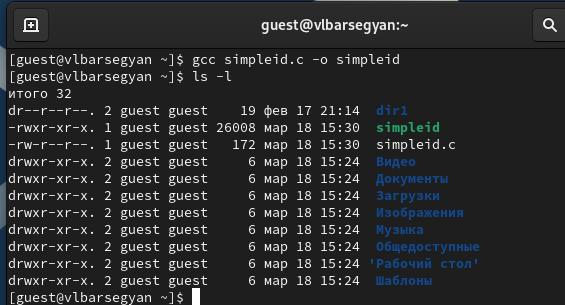 guest@vlbarsegyan:~
[guest@vlbarsegyan ~]$ gcc simpleid.c -o simpleid
[guest@vlbarsegyan ~]$ ls -l
итого 32
dr--r--r--. 2 guest guest    19 фев 17 21:14  dir1
-rwxr-xr-x. 1 guest guest 26008 мар 18 15:30  simpleid
-rw-r--r--. 1 guest guest   172 мар 18 15:30  simpleid.c
drwxr-xr-x. 2 guest guest     6 мар 18 15:24  Видео
drwxr-xr-x. 2 guest guest     6 мар 18 15:24  Документы
drwxr-xr-x. 2 guest guest     6 мар 18 15:24  Загрузки
drwxr-xr-x. 2 guest guest     6 мар 18 15:24  Изображения
drwxr-xr-x. 2 guest guest     6 мар 18 15:24  Музыка
drwxr-xr-x. 2 guest guest     6 мар 18 15:24  Общедоступные
drwxr-xr-x. 2 guest guest     6 мар 18 15:24 'Рабочий стол'
drwxr-xr-x. 2 guest guest     6 мар 18 15:24  Шаблоны
[guest@vlbarsegyan ~]$